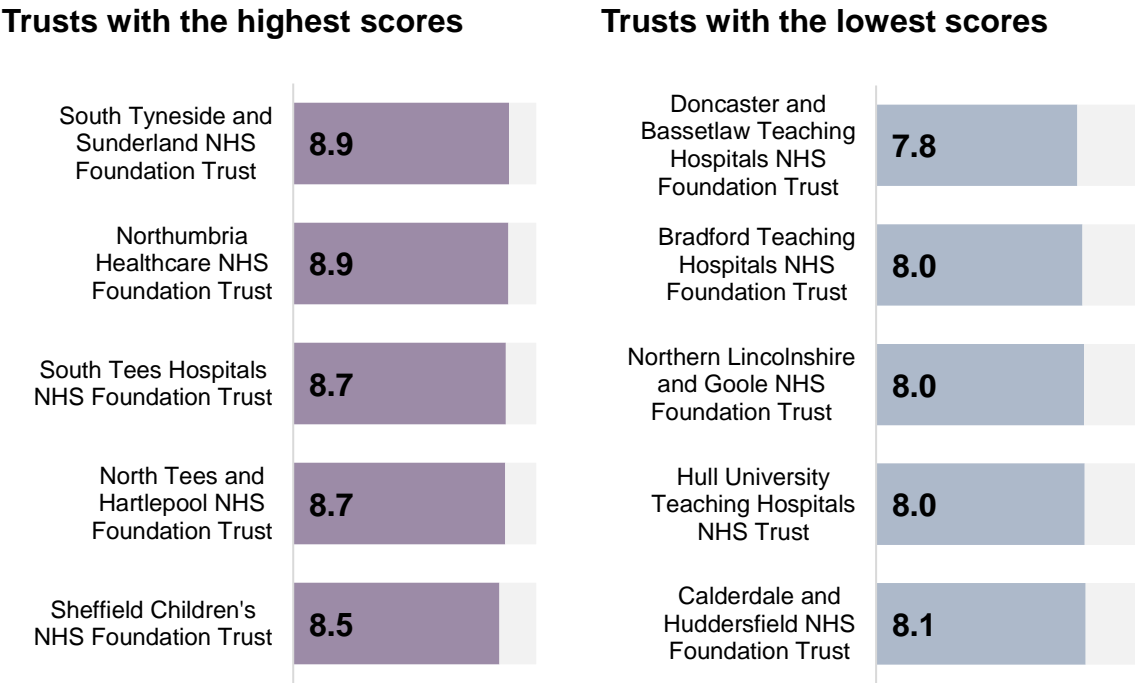 Trusts with the highest scores
South Tyneside and
Sunderland NHS
Foundation Trust
8.9
Northumbria
Healthcare NHS
Foundation Trust
8.9
South Tees Hospitals
NHS Foundation Trust
8.7
North Tees and
Hartlepool NHS
Foundation Trust
8.7
Sheffield Children's
NHS Foundation Trust
8.5
Trusts with the lowest scores
Doncaster and
Bassetlaw Teaching
Hospitals NHS
Foundation Trust
7.8
Bradford Teaching
Hospitals NHS
Foundation Trust
8.0
Northern Lincolnshire
and Goole NHS
Foundation Trust
8.0
Hull University
Teaching Hospitals
NHS Trust
8.0
Calderdale and
Huddersfield NHS
Foundation Trust
8.1